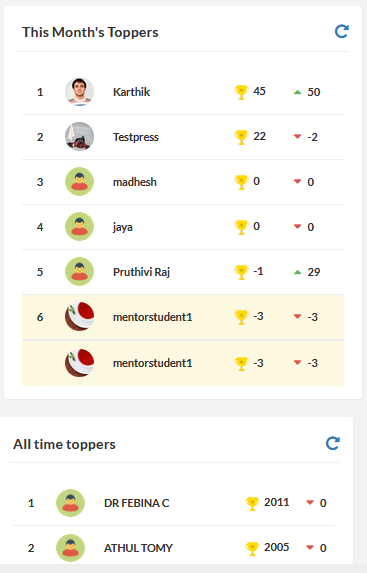 This Month's Toppers
1 Karthik 45 50
2 Testpress 22 -2
3 madhesh 0 0
4 jaya 0 0
5 Pruthivi Raj -1 29
6 mentorstudent1 -3 -3
mentorstudent1 -3 -3
All time toppers
1 DR FEBINA C 2011 0
2 ATHUL TOMY 2005 0